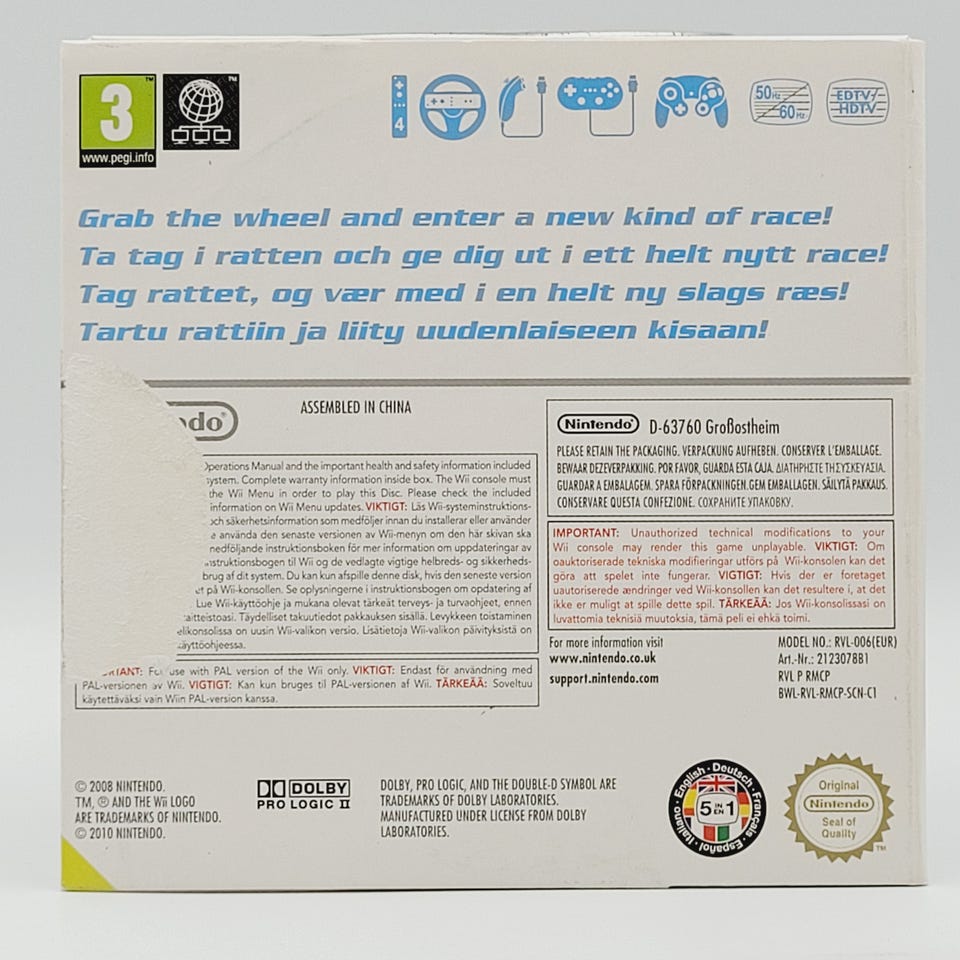 3™
www.pegi.info
™
4
50Hz
60Hz
EDTV/
HDTV
Grab the wheel and enter a new kind of race!
Ta tag i ratten och ge dig ut i ett helt nytt race!
Tag rattet, og vær med i en helt ny slags ræs!
Tartu rattiin ja liity uudenlaiseen kisaan!
ASSEMBLED IN CHINA
Operations Manual and the important health and safety information included
system. Complete warranty information inside box. The Wii console must
the Wii Menu in order to play this Disc. Please check the included
information on Wii Menu updates. VIKTIGT: Läs Wii-systeminstruktions-
och säkerhetsinformation som medföljer innan du installerar eller använder
använda den senaste versionen av Wii-menyn om den här skivan ska
medföljande instruktionsboken för mer information om uppdateringar av
instruktionsbogen til Wii og de vedlagte vigtige helbreds- og sikkerheds-
brug af dit system. Du kan kun afspille denne disk, hvis den seneste version
på Wii-konsollen. Se oplysningerne i instruktionsbogen om opdatering af
Lue Wii-käyttöohje ja mukana olevat tärkeät terveys- ja turvaohjeet, ennen
Täydelliset takuutiedot pakkauksen sisällä. Levykkeen toistaminen
on uusin Wii-valikon versio. Lisätietoja Wii-valikon päivityksistä on
käyttöohjeessa.
use with PAL version of the Wii only. VIKTIGT: Endast för användning med
PAL-versionen av Wii. VIGTIGT: Kan kun bruges til PAL-versionen af Wii. TÄRKEÄÄ: Soveltuu
käytettäväksi vain Wiin PAL-version kanssa.
Nintendo® D-63760 Großostheim
PLEASE RETAIN THE PACKAGING. VERPACKUNG AUFHEBEN. CONSERVER L'EMBALLAGE.
BEWAAR DEZEVERPAKKING. POR FAVOR, GUARDA ESTA CAJA. ΔΙΑΤΗΡΗΣΤΕ ΤΗ ΣΥΣΚΕΥΑΣΙΑ.
GUARDAR A EMBALAGEM. SPARA FÖRPACKNINGEN. GEM EMBALLAGEN. SÄILYTÄ PAKKAUS.
CONSERVARE QUESTA CONFEZIONE. СОХРАНИТЕ УПАКОВКУ.
IMPORTANT: Unauthorized technical modifications to your
Wii console may render this game unplayable. VIKTIGT: Om
oauktoriserade tekniska modifieringar utförs på Wii-konsolen kan det
göra att spelet inte fungerar. VIGTIGT: Hvis der er foretaget
uautoriserede ændringer ved Wii-konsollen kan det resultere i, at det
ikke er muligt at spille dette spil. TÄRKEÄÄ: Jos Wii-konsolissasi on
luvattomia teknisiä muutoksia, tämä peli ei ehkä toimi.
For more information visit
www.nintendo.co.uk
support.nintendo.com
MODEL NO.: RVL-006(EUR)
Art.-Nr.: 2123078B1
RVL P RMCP
BWL-RVL-RMCP-SCN-C1
© 2008 NINTENDO.
TM, ® AND THE Wii LOGO
ARE TRADEMARKS OF NINTENDO.
© 2010 NINTENDO.
DOLBY
PRO LOGIC II
DOLBY, PRO LOGIC, AND THE DOUBLE-D SYMBOL ARE
TRADEMARKS OF DOLBY LABORATORIES.
MANUFACTURED UNDER LICENSE FROM DOLBY
LABORATORIES.
English · Deutsch · Français · Español · Italiano
5 IN EN 1
Original
Nintendo
Seal of
Quality
™